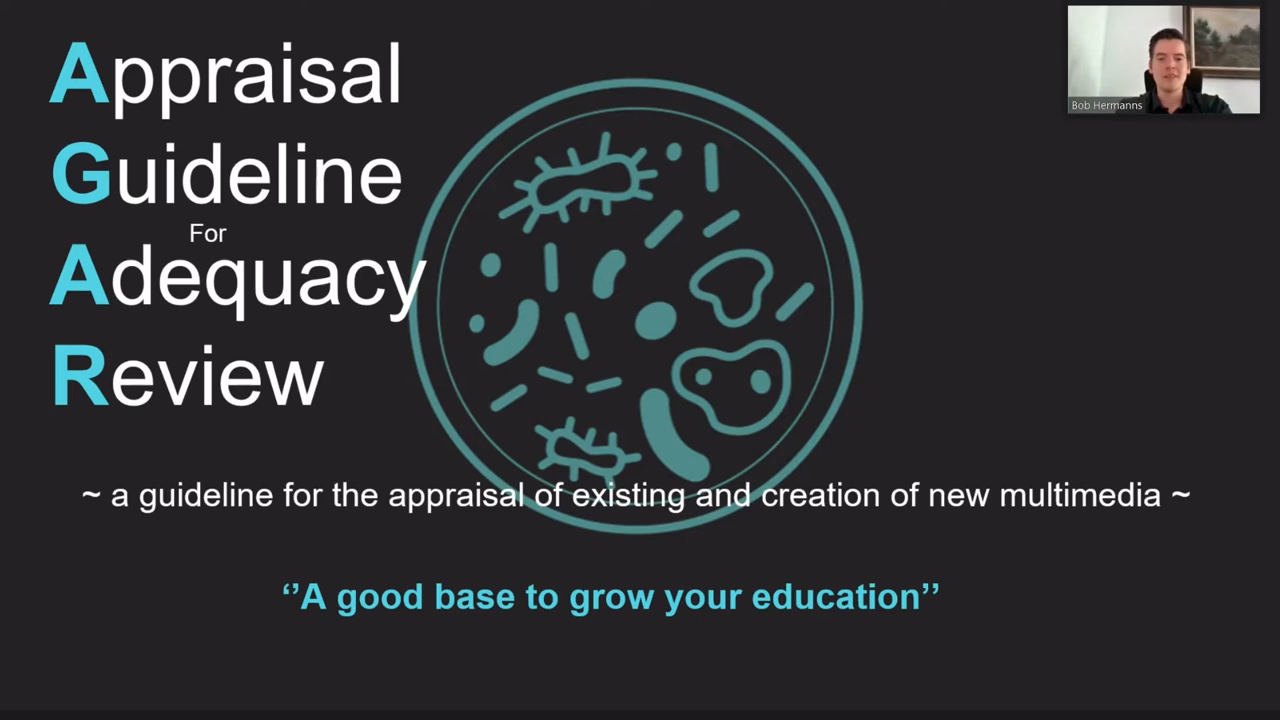 Appraisal
Guideline
For
Adequacy
Review
~ a guideline for the appraisal of existing and creation of new multimedia ~
‘’A good base to grow your education’’
Bob Hermanns